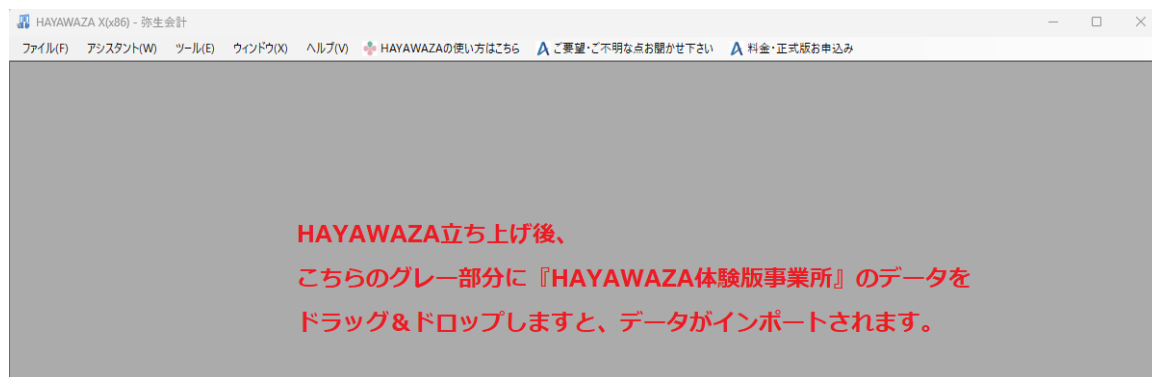 HAYAWAZA X(x86) - 弥生会計
ファイル(F) アシスタント(W) ツール(E) ウィンドウ(X) ヘルプ(V) HAYAWAZAの使い方はこちら ご要望・ご不明な点お聞かせ下さい 料金・正式版お申込み
HAYAWAZA立ち上げ後、
こちらのグレー部分に『HAYAWAZA体験版事業所』のデータを
ドラッグ＆ドロップしますと、データがインポートされます。